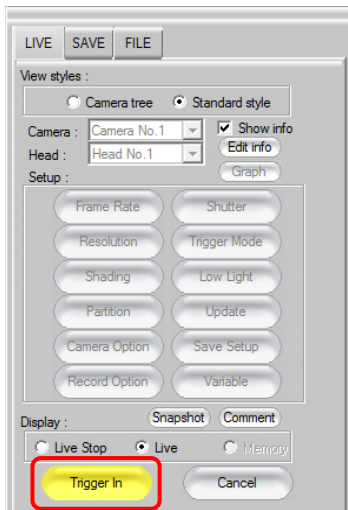 LIVE SAVE FILE
View styles :
Camera tree Standard style
Camera : Camera No.1 Show info
Head : Head No.1 Edit info
Setup : Graph
Frame Rate Shutter
Resolution Trigger Mode
Shading Low Light
Partition Update
Camera Option Save Setup
Record Option Variable
Display : Snapshot Comment
Live Stop Live Memory
Trigger In Cancel